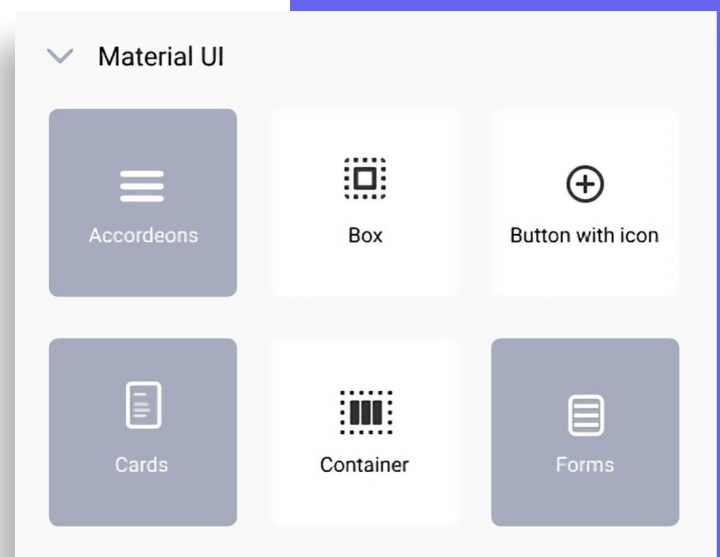 Material UI
Accordeons
Box
Button with icon
Cards
Container
Forms